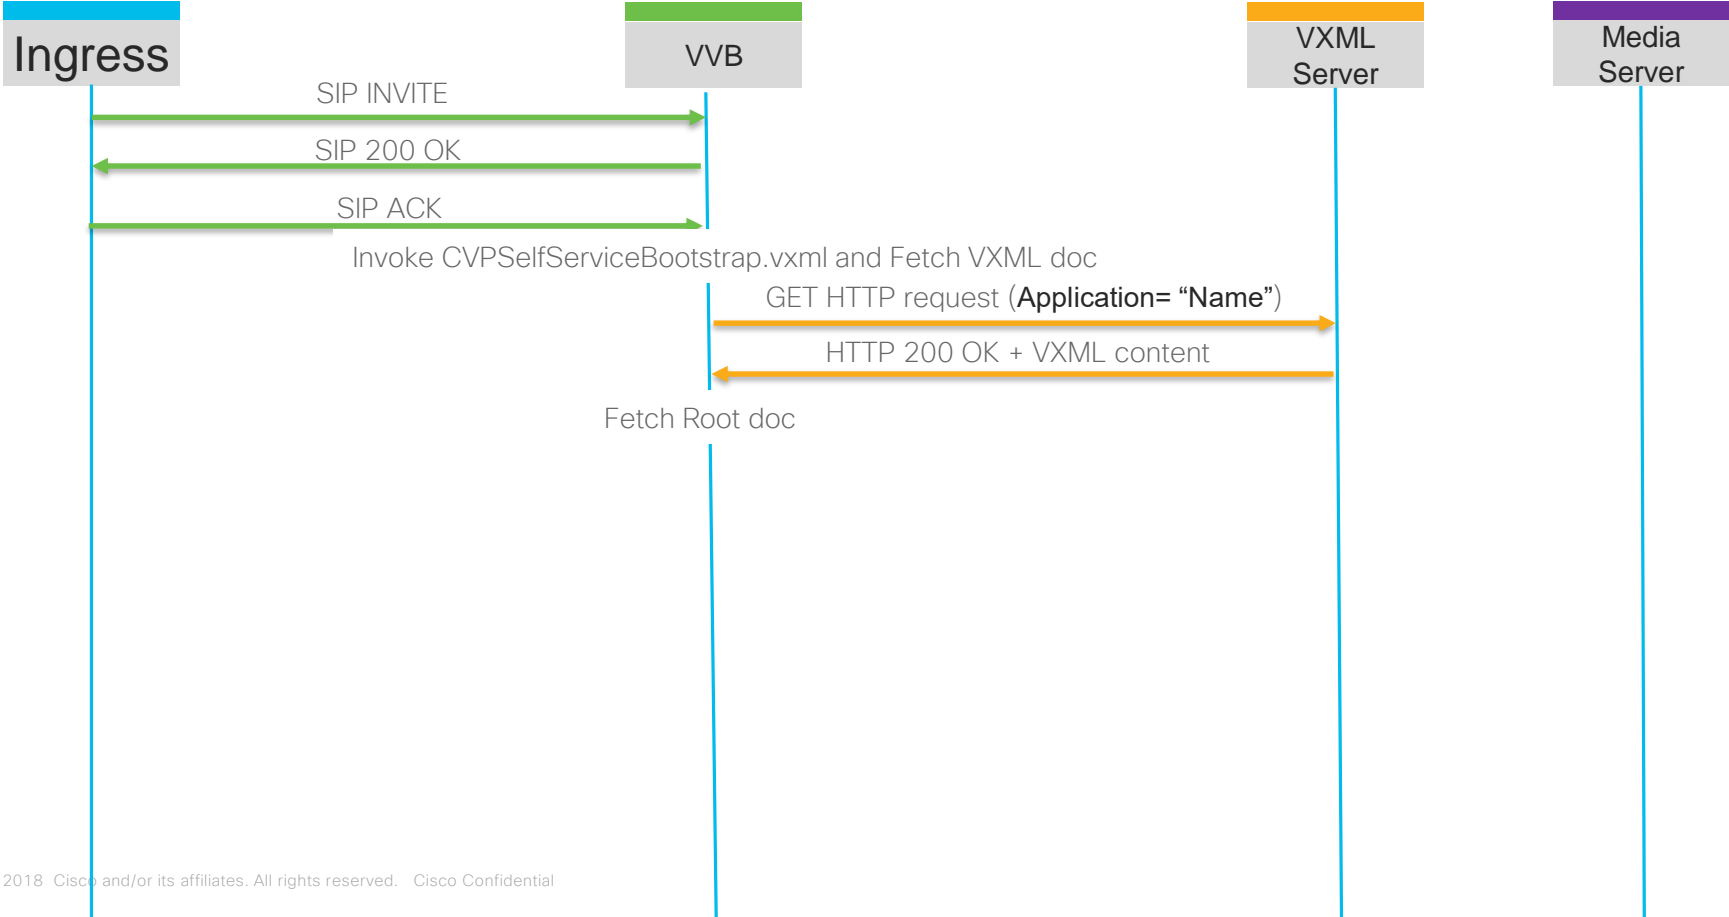 Ingress
VVB
VXML
Server
Media
Server
SIP INVITE
SIP 200 OK
SIP ACK
Invoke CVPSelfServiceBootstrap.vxml and Fetch VXML doc
GET HTTP request (Application= “Name”)
HTTP 200 OK + VXML content
Fetch Root doc
2018 Cisco and/or its affiliates. All rights reserved. Cisco Confidential